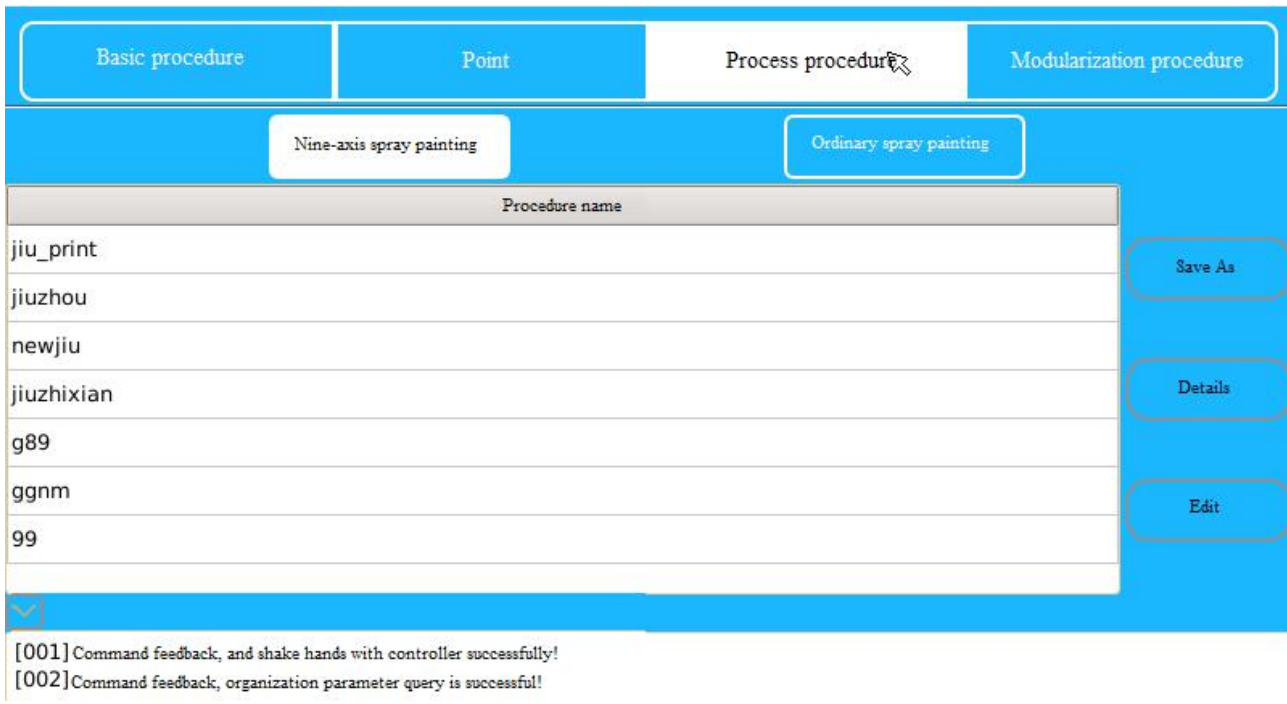 Basic procedure
Point
Process procedure
Modularization procedure
Nine-axis spray painting
Ordinary spray painting
Procedure name
jiu_print
Save As
jiuzhou
newjiu
jiuzhixian
Details
g89
ggnm
Edit
99
[001] Command feedback, and shake hands with controller successfully!
[002] Command feedback, organization parameter query is successful!